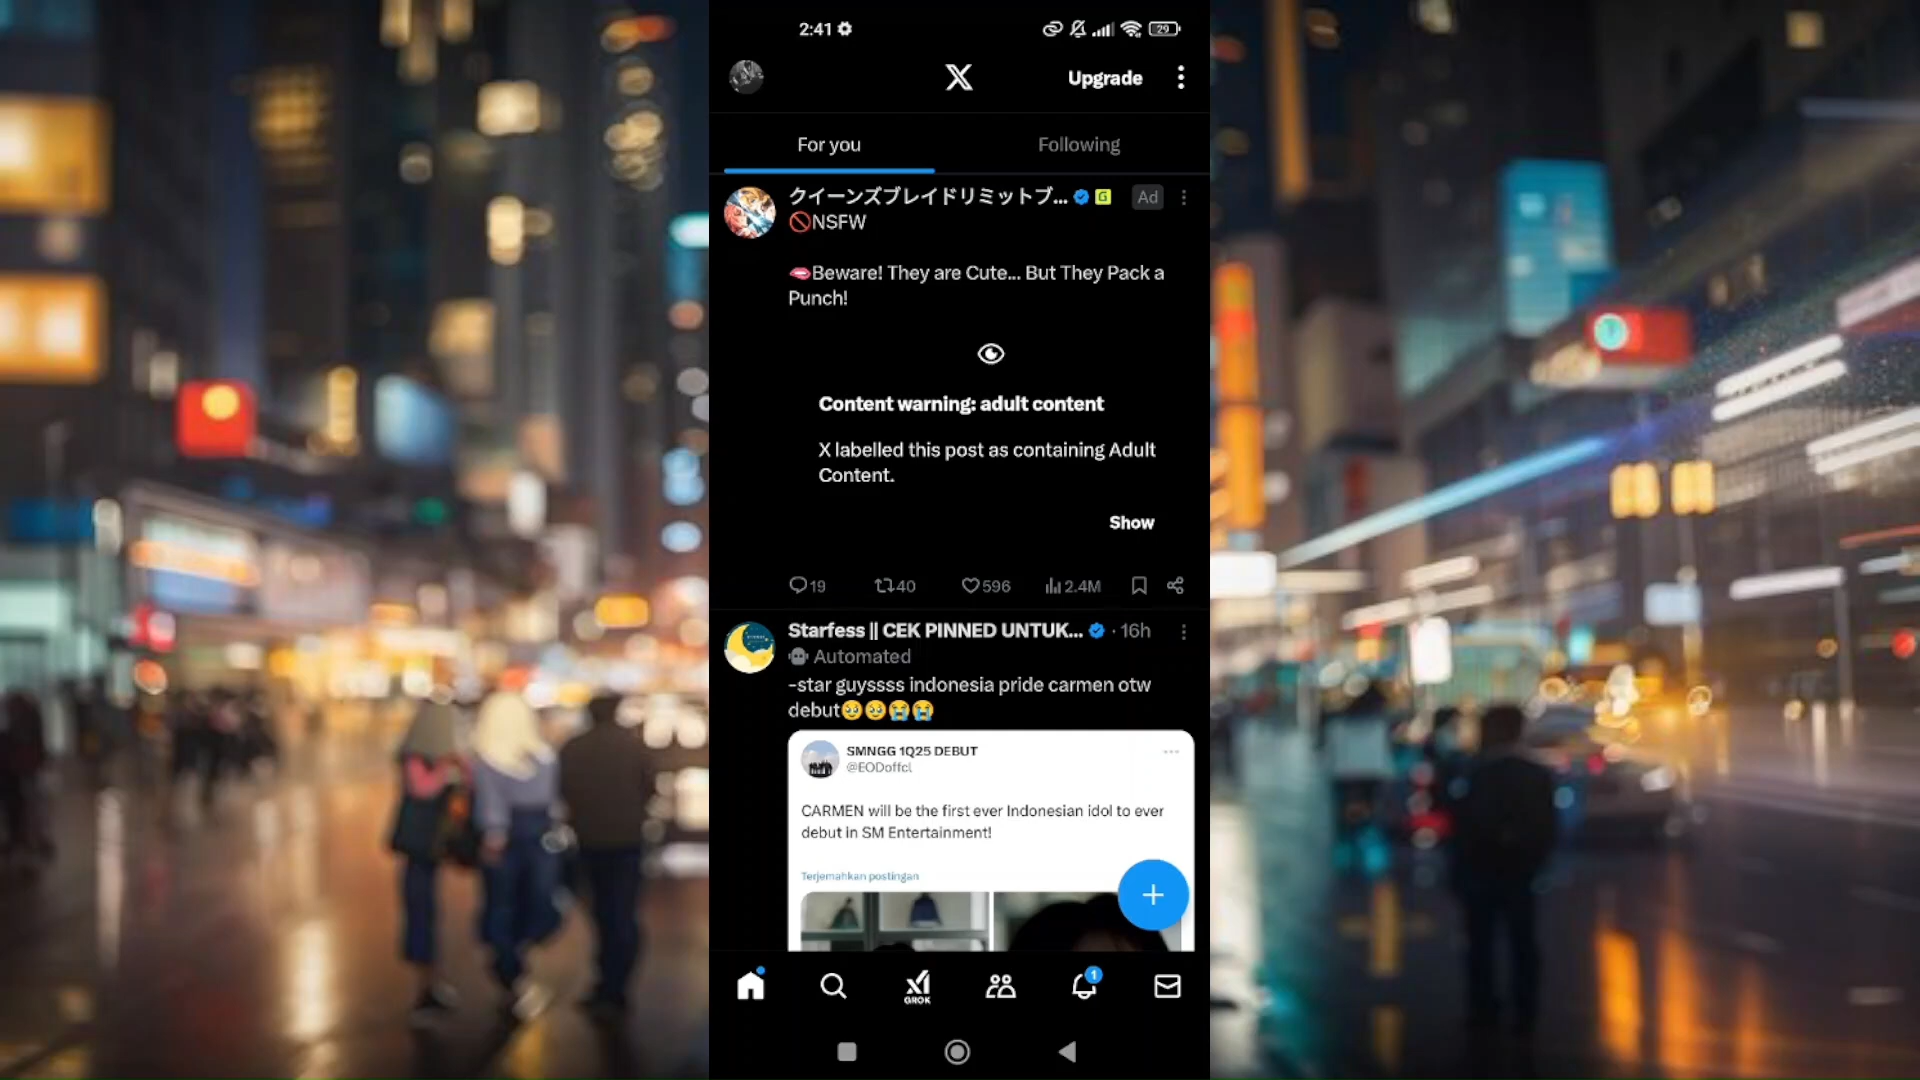 2:41
29
Upgrade
For you
Following
クイーンズブレイドリミットブ...
G
Ad
🚫NSFW
👄Beware! They are Cute... But They Pack a
Punch!
Content warning: adult content
X labelled this post as containing Adult
Content.
Show
19
40
596
2.4M
Starfess || CEK PINNED UNTUK... · 16h
Automated
-star guyssss indonesia pride carmen otw
debut🥹🥹😭😭
SMNGG 1Q25 DEBUT
@EODoffcl
CARMEN will be the first ever Indonesian idol to ever
debut in SM Entertainment!
Terjemahkan postingan
GROK
1